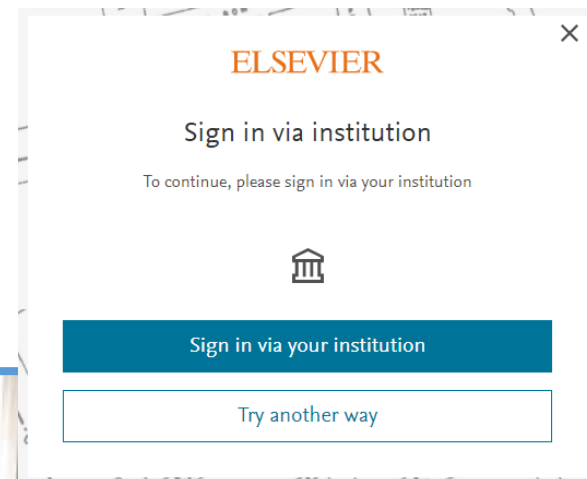 ELSEVIER
Sign in via institution
To continue, please sign in via your institution
Sign in via your institution
Try another way